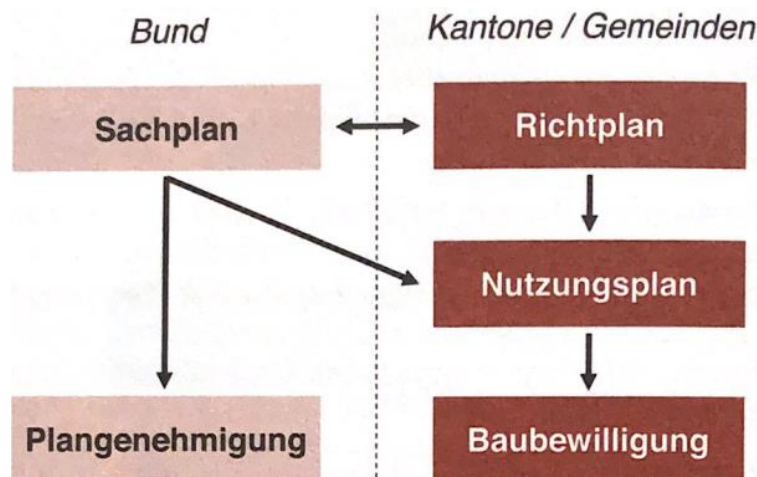 Bund
Kantone / Gemeinden
Sachplan
Richtplan
Nutzungsplan
Plangenehmigung
Baubewilligung